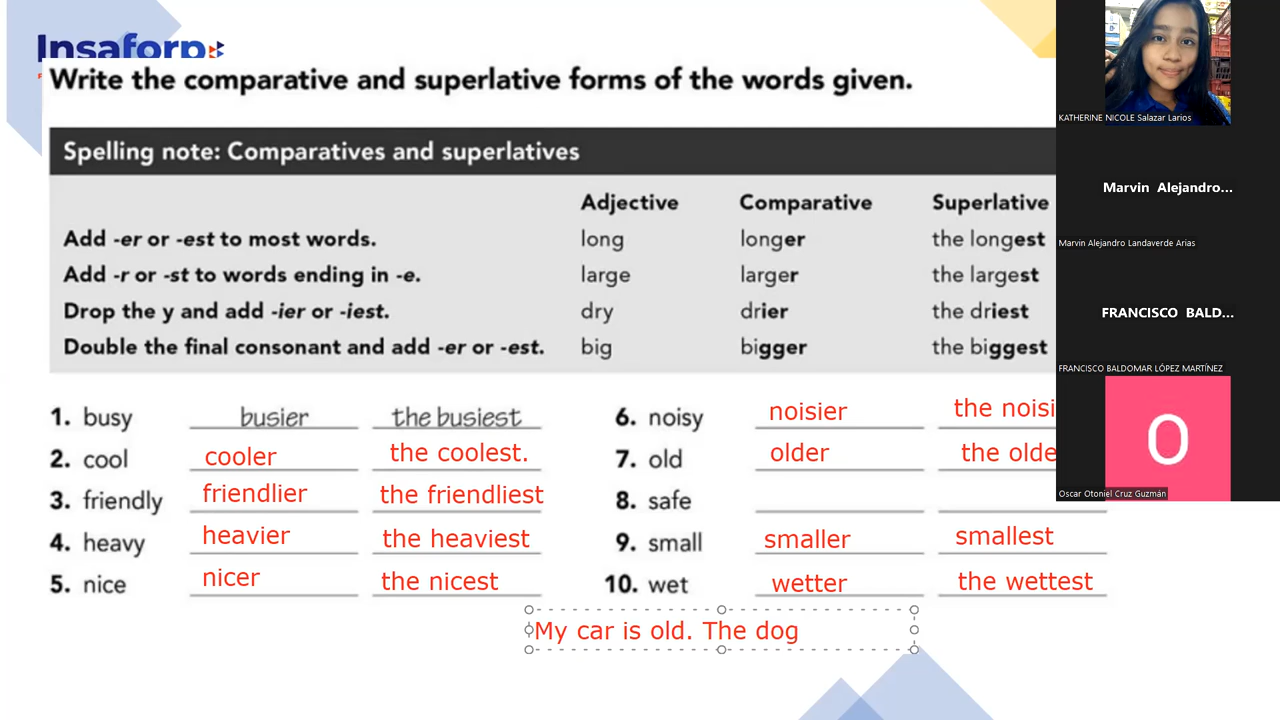 Insaforp
Write the comparative and superlative forms of the words given.
Spelling note: Comparatives and superlatives
Adjective Comparative Superlative
Add -er or -est to most words. long longer the longest
Add -r or -st to words ending in -e. large larger the largest
Drop the y and add -ier or -iest. dry drier the driest
Double the final consonant and add -er or -est. big bigger the biggest
1. busy busier the busiest
2. cool cooler the coolest.
3. friendly friendlier the friendliest
4. heavy heavier the heaviest
5. nice nicer the nicest
6. noisy noisier the noisi
7. old older the olde
8. safe
9. small smaller smallest
10. wet wetter the wettest
My car is old. The dog
KATHERINE NICOLE Salazar Larios
Marvin Alejandro...
Marvin Alejandro Landaverde Arias
FRANCISCO BALD...
FRANCISCO BALDOMAR LÓPEZ MARTÍNEZ
O
Oscar Otoniel Cruz Guzmán